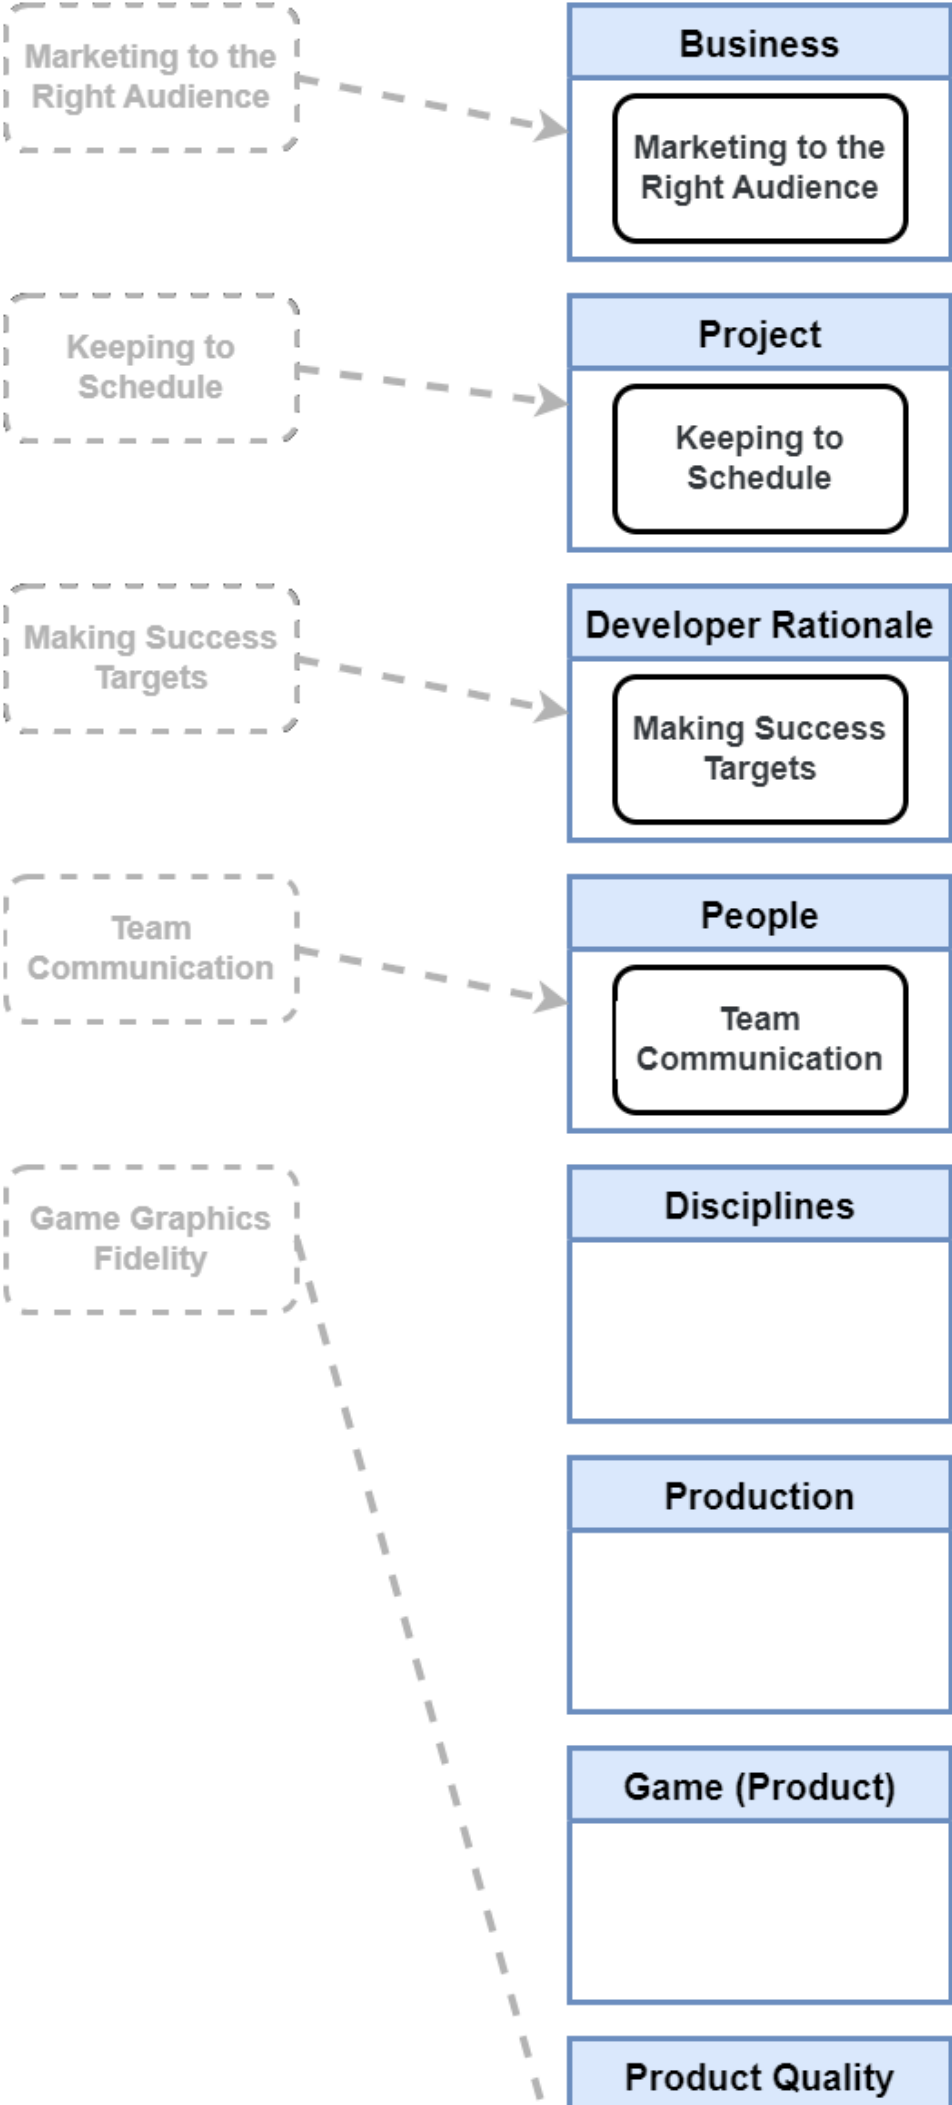 Marketing to the
Right Audience
Business
Marketing to the
Right Audience
Keeping to
Schedule
Project
Keeping to
Schedule
Making Success
Targets
Developer Rationale
Making Success
Targets
Team
Communication
People
Team
Communication
Game Graphics
Fidelity
Disciplines
Production
Game (Product)
Product Quality